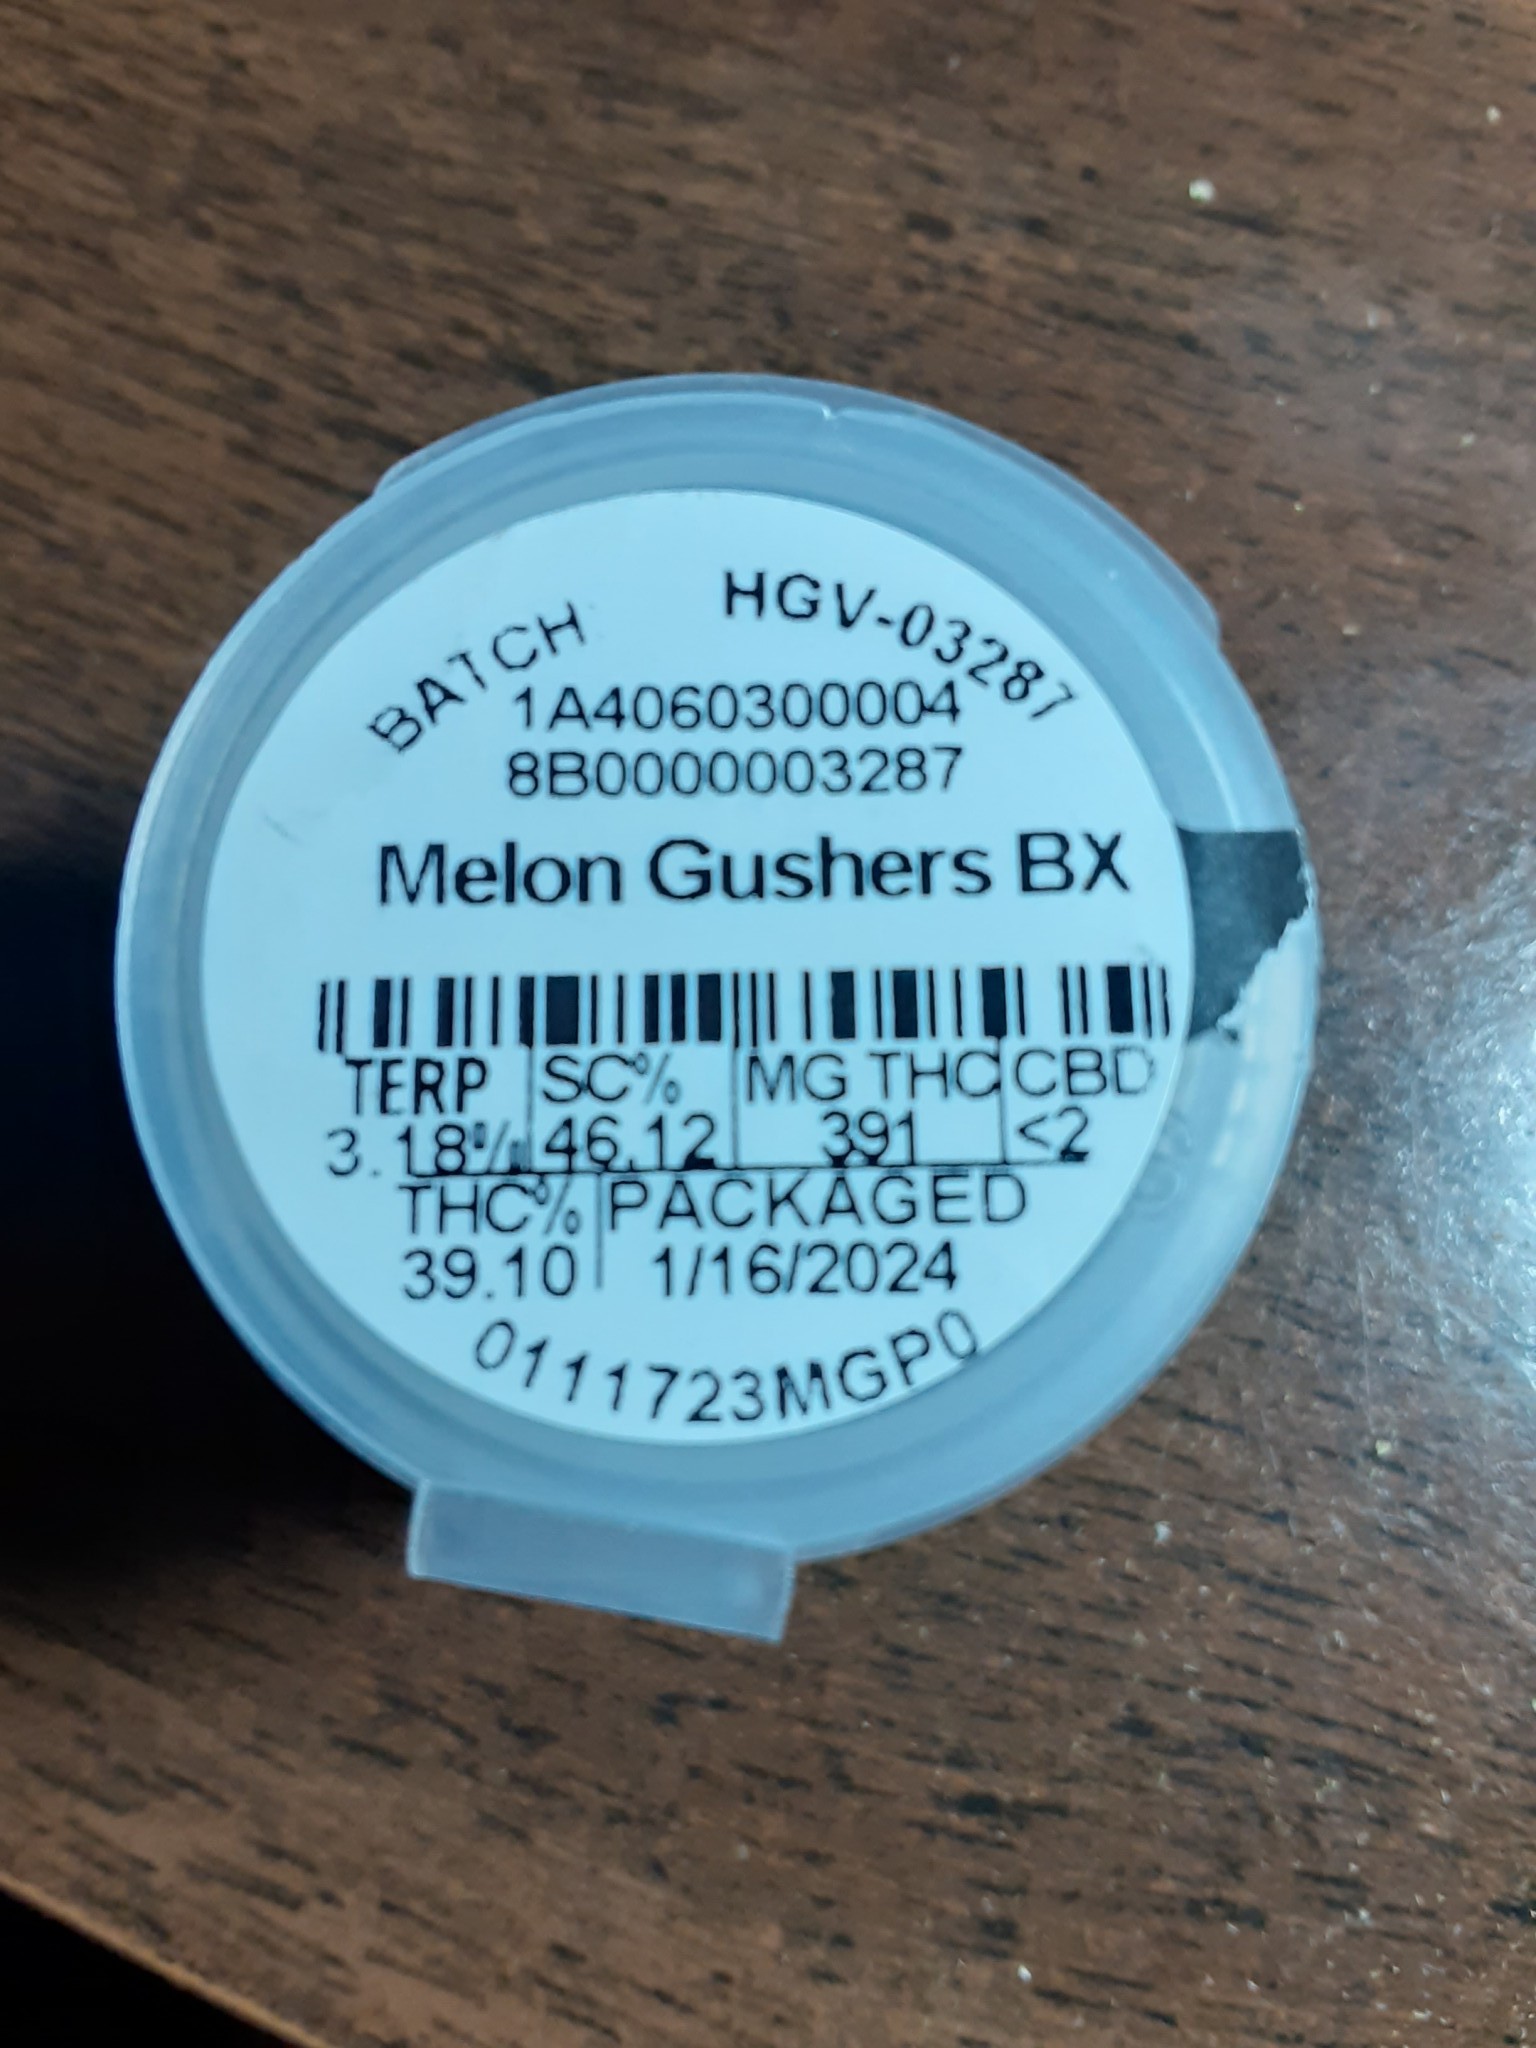 BATCH HGV-03287
1A4060300004
8B0000003287
Melon Gushers BX
TERP SC% MG THC CBD
3.18% 46.12 391 <2
THC% PACKAGED
39.10 1/16/2024
0111723MGP0